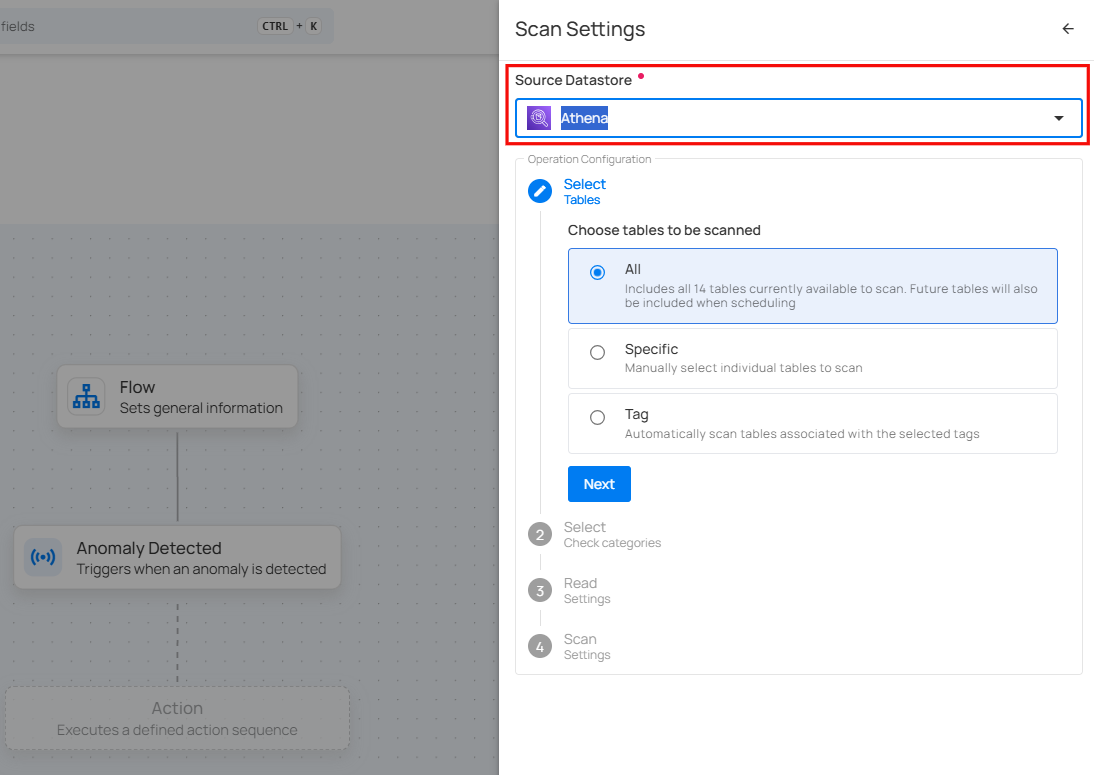 fields
CTRL + K
Scan Settings
Source Datastore
Athena
Operation Configuration
Select
Tables
Choose tables to be scanned
All
Includes all 14 tables currently available to scan. Future tables will also
be included when scheduling
Specific
Manually select individual tables to scan
Tag
Automatically scan tables associated with the selected tags
Next
2
Select
Check categories
3
Read
Settings
4
Scan
Settings
Flow
Sets general information
Anomaly Detected
Triggers when an anomaly is detected
Action
Executes a defined action sequence